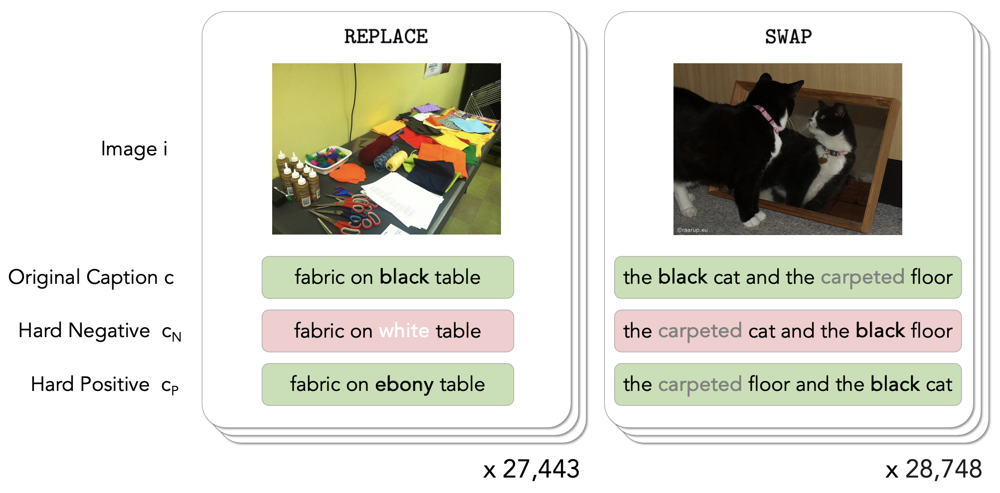 REPLACE
SWAP
Image i
©raarup.eu
Original Caption c
fabric on black table
the black cat and the carpeted floor
Hard Negative cN
fabric on white table
the carpeted cat and the black floor
Hard Positive cP
fabric on ebony table
the carpeted floor and the black cat
x 27,443
x 28,748